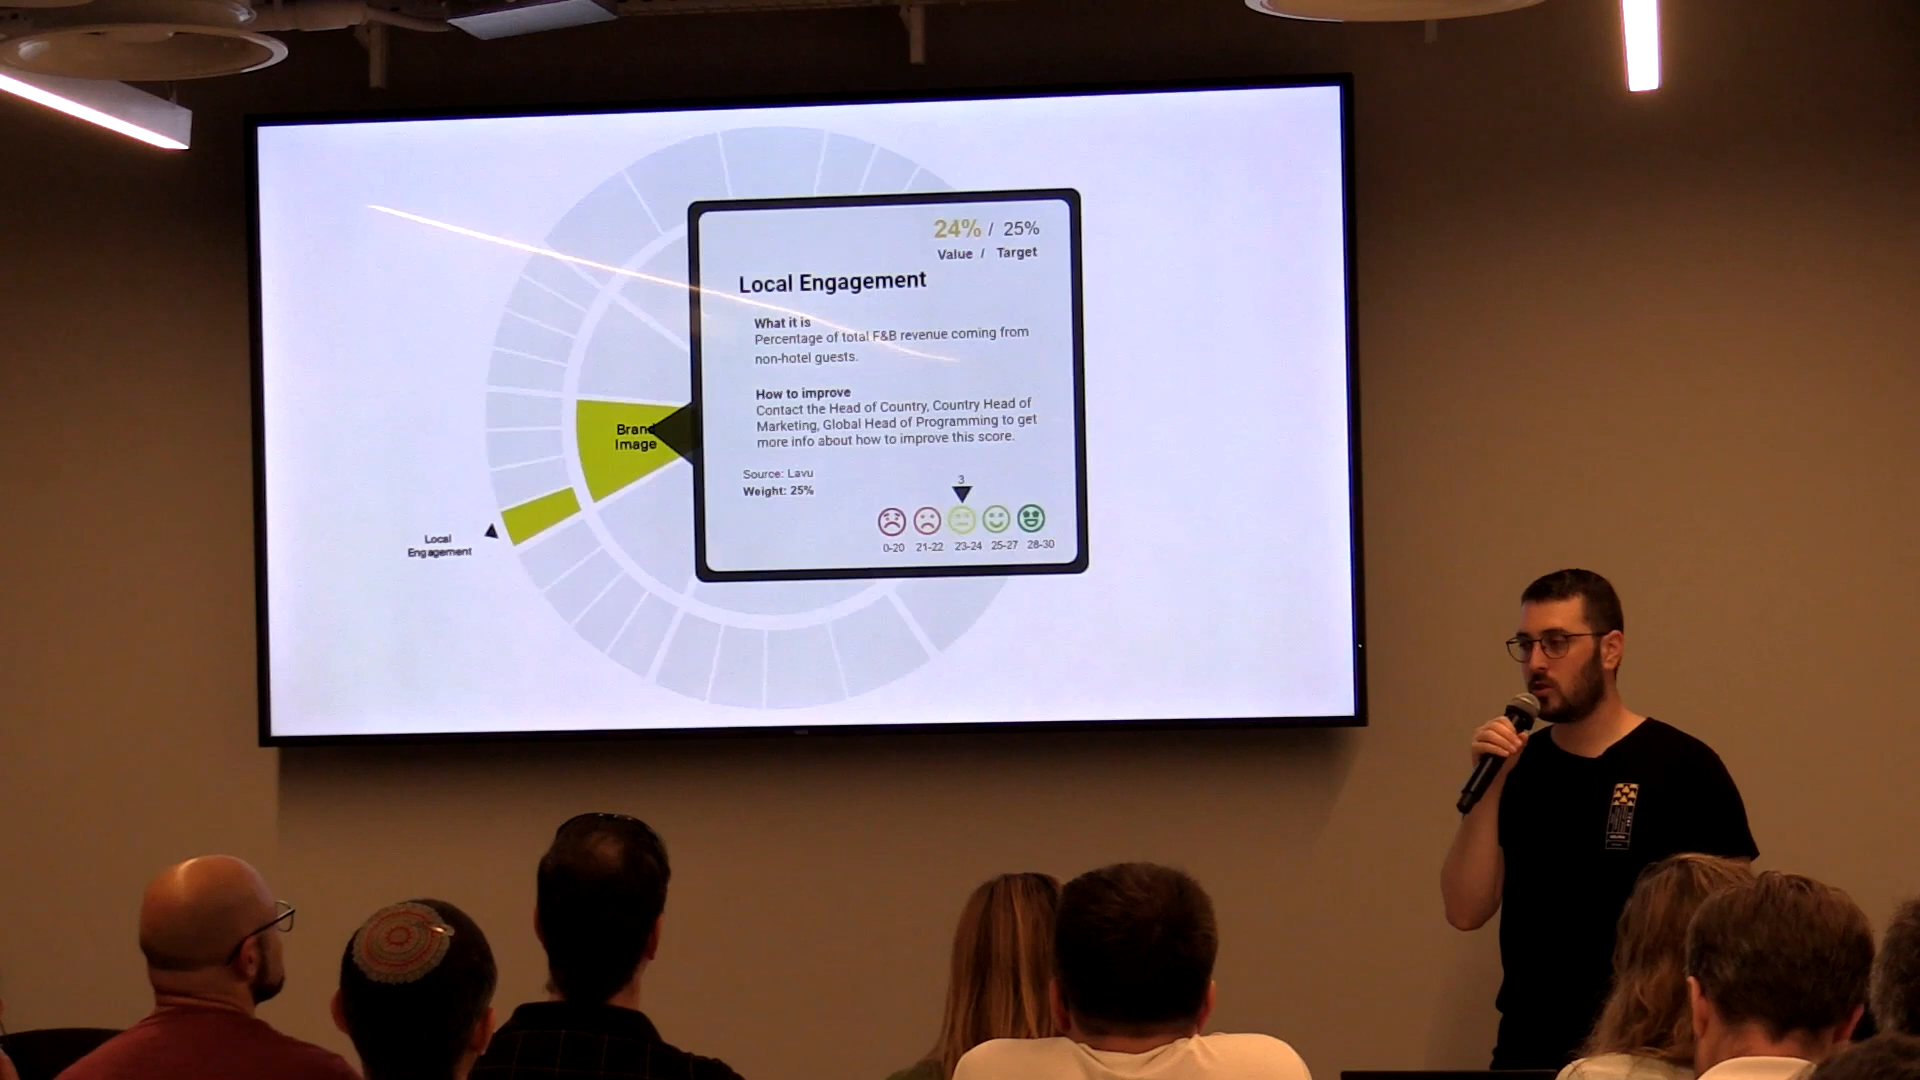 24% / 25%
Value / Target
Local Engagement
What it is
Percentage of total F&B revenue coming from
non-hotel guests.
How to improve
Contact the Head of Country, Country Head of
Marketing, Global Head of Programming to get
more info about how to improve this score.
Source: Lavu
Weight: 25%
3
0-20 21-22 23-24 25-27 28-30
Brand
Image
Local
Engagement